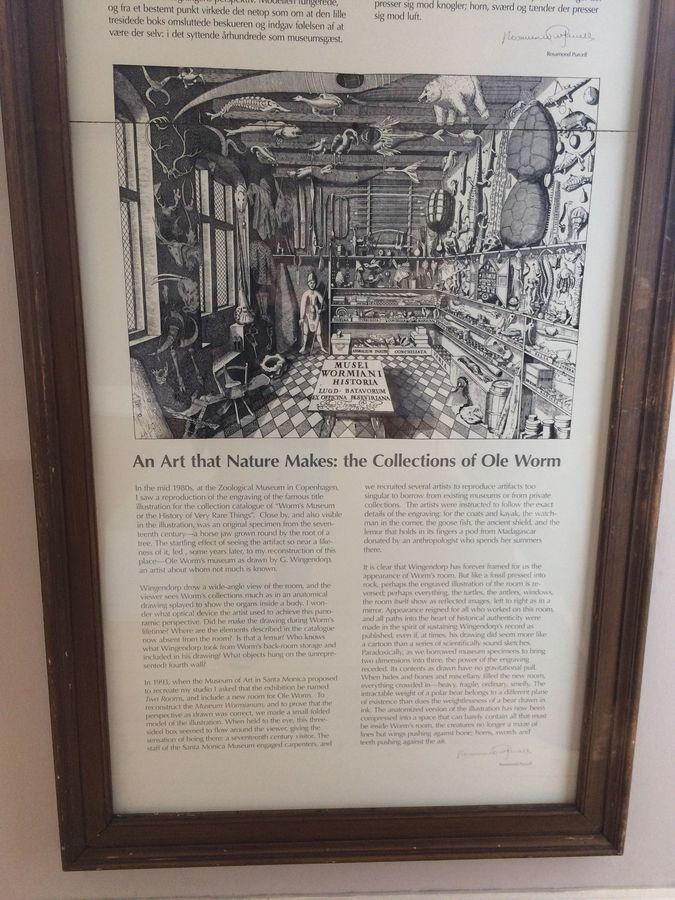 og fra et bestemt punkt virkede det netop som om at den lille
tresidede boks omsluttede beskueren og indgav følelsen af at
være der selv: i det syttende århundrede som museumsgæst.
presser sig mod knogler; horn, sværd og tænder der presser
sig mod luft.
Rosamond Purcell
ANIMALIUM PARTES CONCHILIATA
MUSEI
WORMIANI
HISTORIA
LUGD. BATAVORUM
EX OFFICINA ELSEVIRIANA
An Art that Nature Makes: the Collections of Ole Worm
In the mid 1980s, at the Zoological Museum in Copenhagen,
I saw a reproduction of the engraving of the famous title
illustration for the collection catalogue of "Worm's Museum
or the History of Very Rare Things". Close by, and also visible
in the illustration, was an original specimen from the seven-
teenth century—a horse jaw grown round by the root of a
tree. The startling effect of seeing the artifact so near a like-
ness of it, led , some years later, to my reconstruction of this
place—Ole Worm's museum as drawn by G. Wingendorp,
an artist about whom not much is known.
Wingendorp drew a wide-angle view of the room, and the
viewer sees Worm's collections much as in an anatomical
drawing splayed to show the organs inside a body. I won-
der what optical device the artist used to achieve this pano-
ramic perspective. Did he make the drawing during Worm's
lifetime? Where are the elements described in the catalogue
now absent from the room? Is that a lemur? Who knows
what Wingendorp took from Worm's back-room storage and
included in his drawing? What objects hung on the (unrepre-
sented) fourth wall?
In 1993, when the Museum of Art in Santa Monica proposed
to recreate my studio I asked that the exhibition be named
Two Rooms, and include a new room for Ole Worm. To
reconstruct the Museum Wormianum, and to prove that the
perspective as drawn was correct, we made a small folded
model of the illustration. When held to the eye, this three-
sided box seemed to flow around the viewer, giving the
sensation of being there: a seventeenth century visitor. The
staff of the Santa Monica Museum engaged carpenters, and
we recruited several artists to reproduce artifacts too
singular to borrow from existing museums or from private
collections. The artists were instructed to follow the exact
details of the engraving: for the coats and kayak, the watch-
man in the corner, the goose fish, the ancient shield, and the
lemur that holds in its fingers a pod from Madagascar
donated by an anthropologist who spends her summers
there.
It is clear that Wingendorp has forever framed for us the
appearance of Worm's room. But like a fossil pressed into
rock, perhaps the engraved illustration of the room is re-
versed; perhaps everything, the turtles, the antlers, windows,
the room itself show as reflected images, left to right as in a
mirror. Appearance reigned for all who worked on this room,
and all paths into the heart of historical authenticity were
made in the spirit of sustaining Wingendorp's record as
published, even if, at times, his drawing did seem more like
a cartoon than a series of scientifically sound sketches.
Paradoxically, as we borrowed museum specimens to bring
two dimensions into three, the power of the engraving
receded. Its contents as drawn have no gravitational pull.
When hides and bones and miscellany filled the new room,
everything crowded in—heavy, fragile, ordinary, smelly. The
intractable weight of a polar bear belongs to a different plane
of existence than does the weightlessness of a bear drawn in
ink. The anatomized version of the illustration has now been
compressed into a space that can barely contain all that must
be inside Worm's room, the creatures no longer a maze of
lines but wings pushing against bone; horns, swords and
teeth pushing against the air.
Rosamond Purcell